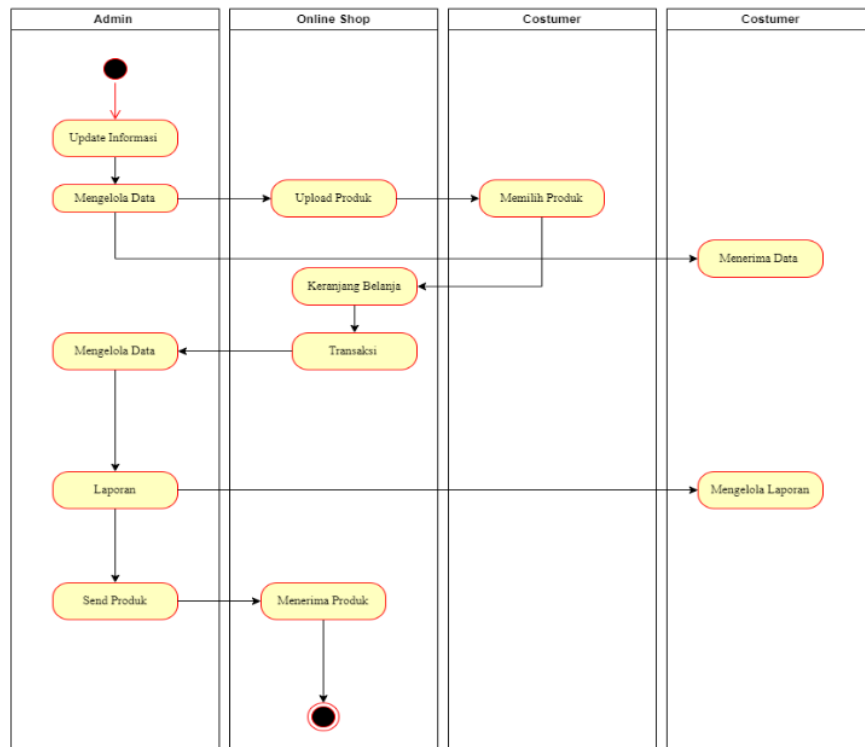 Admin
Online Shop
Costumer
Costumer
Update Informasi
Mengelola Data
Upload Produk
Memilih Produk
Menerima Data
Keranjang Belanja
Mengelola Data
Transaksi
Laporan
Mengelola Laporan
Send Produk
Menerima Produk